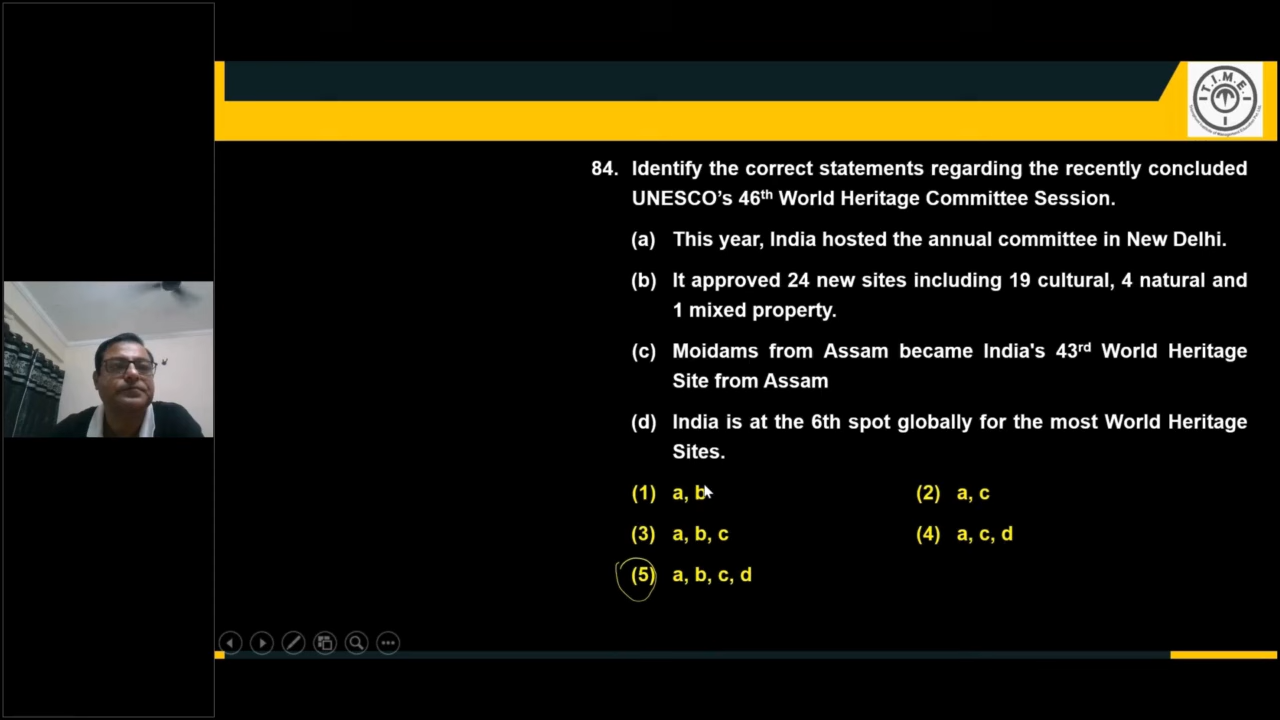 T.I.M.E.
84. Identify the correct statements regarding the recently concluded
UNESCO's 46th World Heritage Committee Session.
(a) This year, India hosted the annual committee in New Delhi.
(b) It approved 24 new sites including 19 cultural, 4 natural and
1 mixed property.
(c) Moidams from Assam became India's 43rd World Heritage
Site from Assam
(d) India is at the 6th spot globally for the most World Heritage
Sites.
(1) a, b (2) a, c
(3) a, b, c (4) a, c, d
(5) a, b, c, d